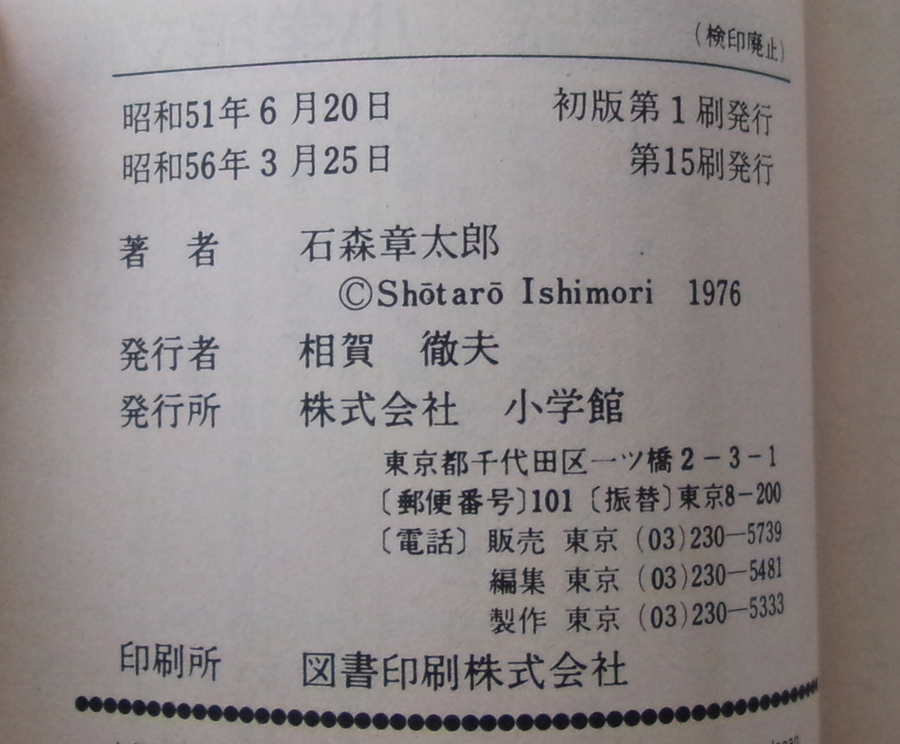 (検印廃止)
昭和51年6月20日 初版第1刷発行
昭和56年3月25日 第15刷発行
著 者 石森章太郎
©Shōtarō Ishimori 1976
発行者 相賀 徹夫
発行所 株式会社 小学館
東京都千代田区一ツ橋2-3-1
〔郵便番号〕101〔振替〕東京8-200
〔電話〕販売 東京 (03)230―5739
編集 東京 (03)230―5481
製作 東京 (03)230―5333
印刷所 図書印刷株式会社